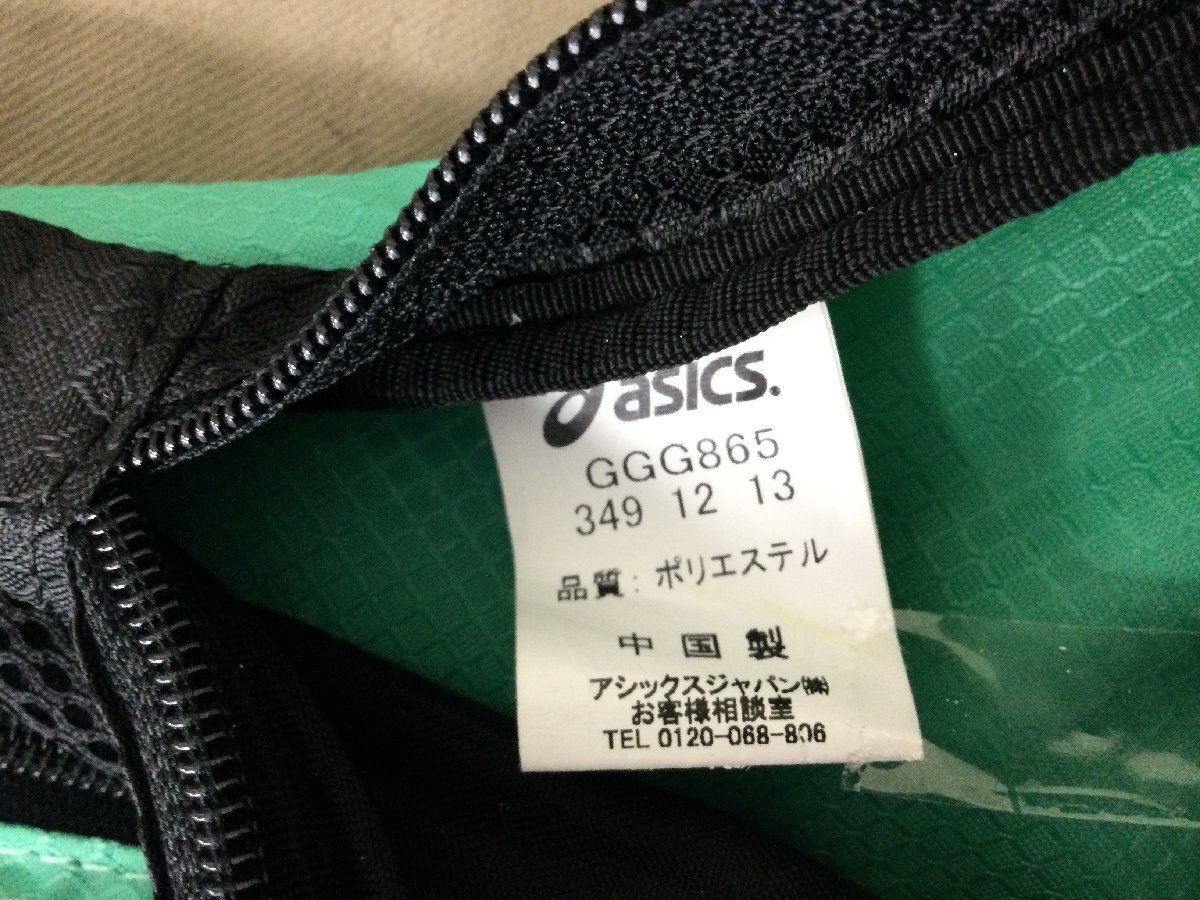 asics.
GGG865
349 12 13
品質: ポリエステル
中国製
アシックスジャパン㈱
お客様相談室
TEL 0120-068-806